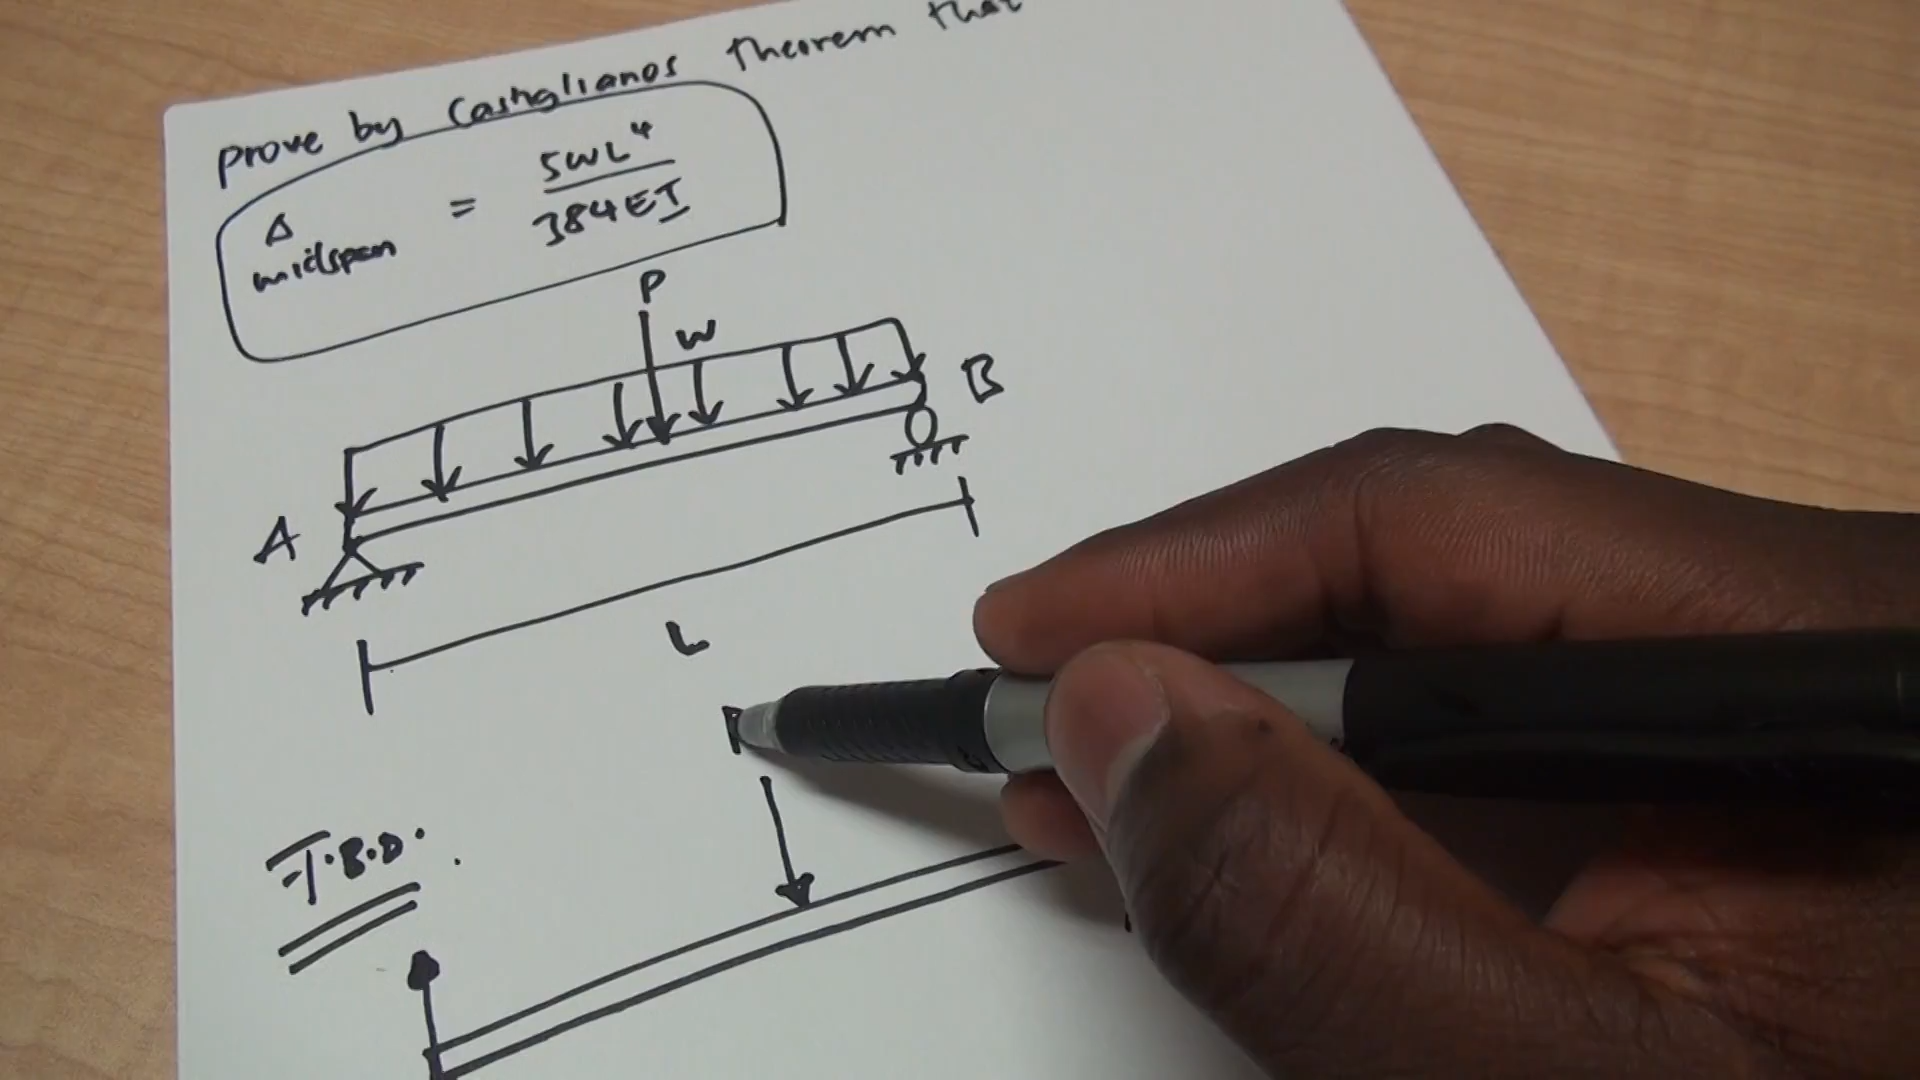 prove by Castiglianos theorem that
Δ midspan = 5WL⁴ / 384EI
P
W
B
A
L
F.B.D.